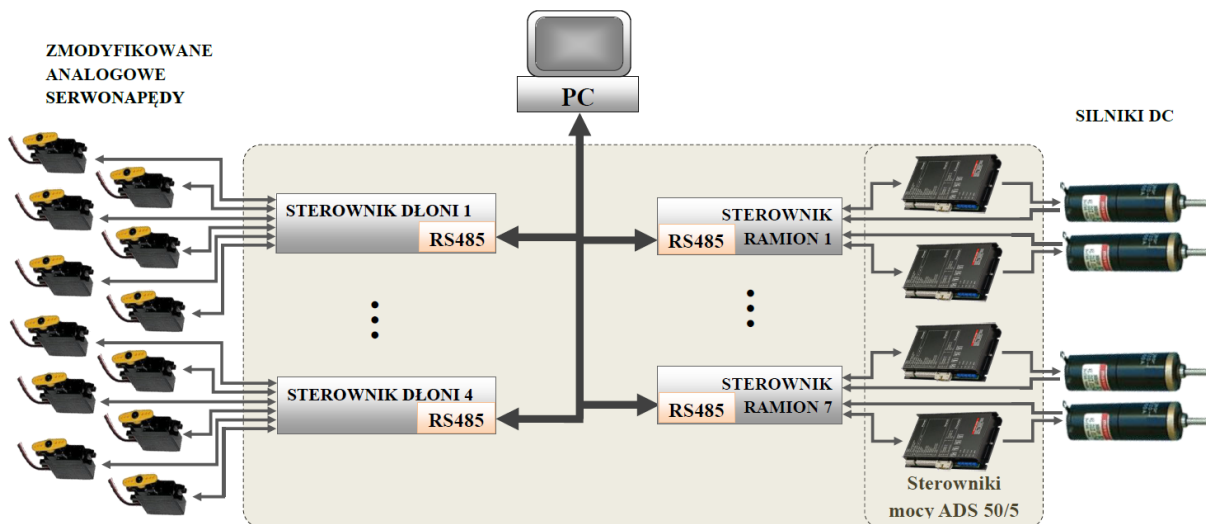 ZMODYFIKOWANE
ANALOGOWE
SERWONAPĘDY
PC
SILNIKI DC
STEROWNIK DŁONI 1
RS485
STEROWNIK
RAMION 1
RS485
STEROWNIK DŁONI 4
RS485
STEROWNIK
RAMION 7
RS485
Sterowniki
mocy ADS 50/5